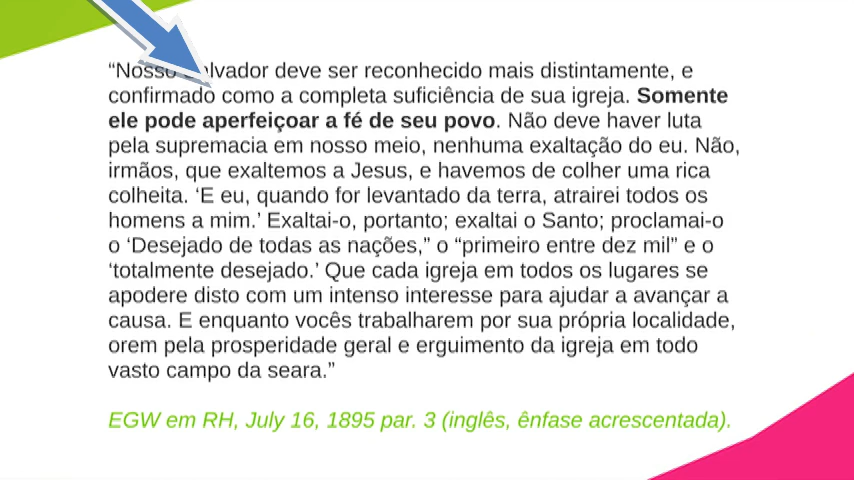 “Nosso Salvador deve ser reconhecido mais distintamente, e
confirmado como a completa suficiência de sua igreja. Somente
ele pode aperfeiçoar a fé de seu povo. Não deve haver luta
pela supremacia em nosso meio, nenhuma exaltação do eu. Não,
irmãos, que exaltemos a Jesus, e havemos de colher uma rica
colheita. ‘E eu, quando for levantado da terra, atrairei todos os
homens a mim.’ Exaltai-o, portanto; exaltai o Santo; proclamai-o
o ‘Desejado de todas as nações,” o “primeiro entre dez mil” e o
‘totalmente desejado.’ Que cada igreja em todos os lugares se
apodere disto com um intenso interesse para ajudar a avançar a
causa. E enquanto vocês trabalharem por sua própria localidade,
orem pela prosperidade geral e erguimento da igreja em todo
vasto campo da seara.”
EGW em RH, July 16, 1895 par. 3 (inglês, ênfase acrescentada).